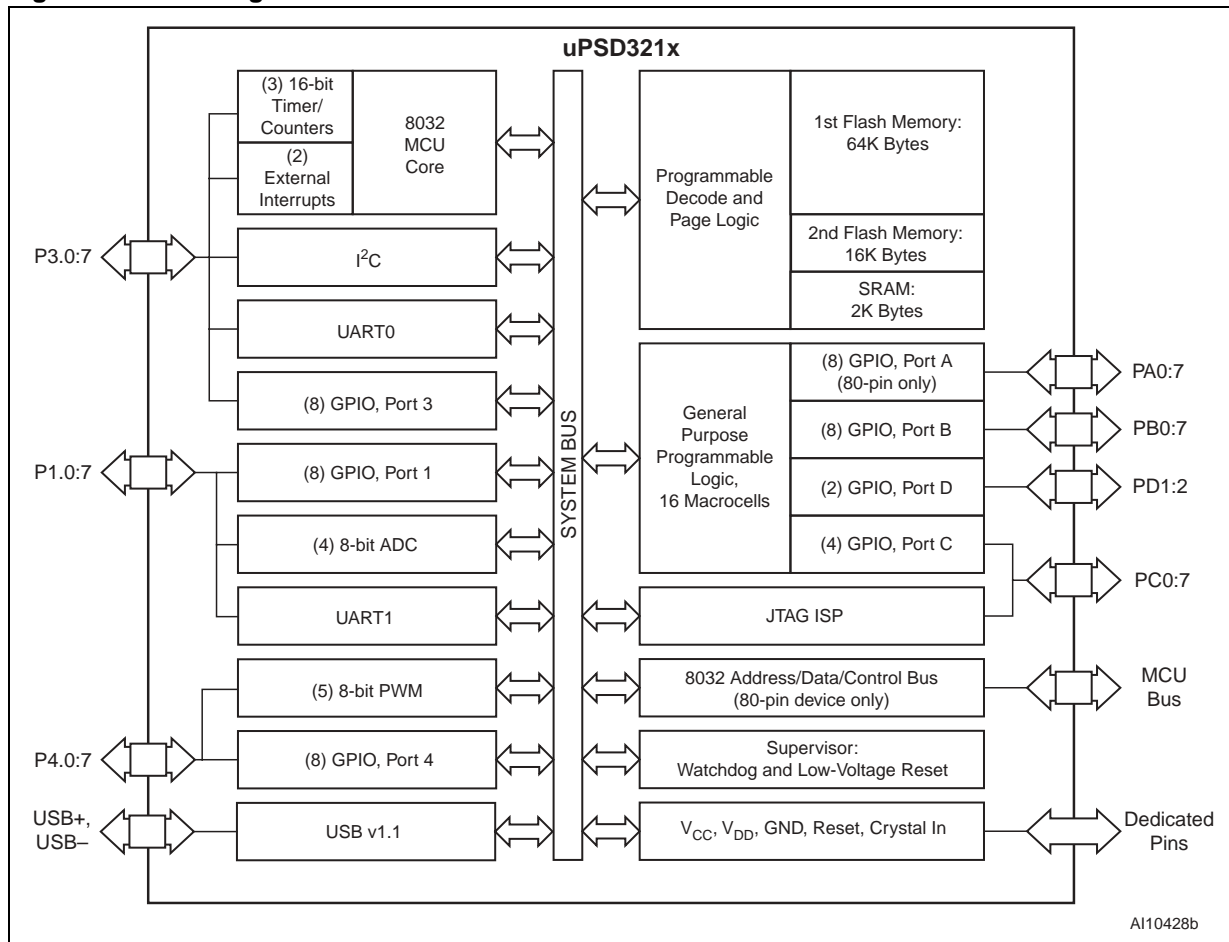 uPSD321x
(3) 16-bit
Timer/
Counters
(2)
External
Interrupts
8032
MCU
Core
P3.0:7
I²C
UART0
(8) GPIO, Port 3
P1.0:7
(8) GPIO, Port 1
(4) 8-bit ADC
UART1
(5) 8-bit PWM
P4.0:7
(8) GPIO, Port 4
USB+,
USB–
USB v1.1
SYSTEM BUS
Programmable
Decode and
Page Logic
1st Flash Memory:
64K Bytes
2nd Flash Memory:
16K Bytes
SRAM:
2K Bytes
General
Purpose
Programmable
Logic,
16 Macrocells
(8) GPIO, Port A
(80-pin only)
PA0:7
(8) GPIO, Port B
PB0:7
(2) GPIO, Port D
PD1:2
(4) GPIO, Port C
PC0:7
JTAG ISP
8032 Address/Data/Control Bus
(80-pin device only)
MCU
Bus
Supervisor:
Watchdog and Low-Voltage Reset
VCC, VDD, GND, Reset, Crystal In
Dedicated
Pins
AI10428b